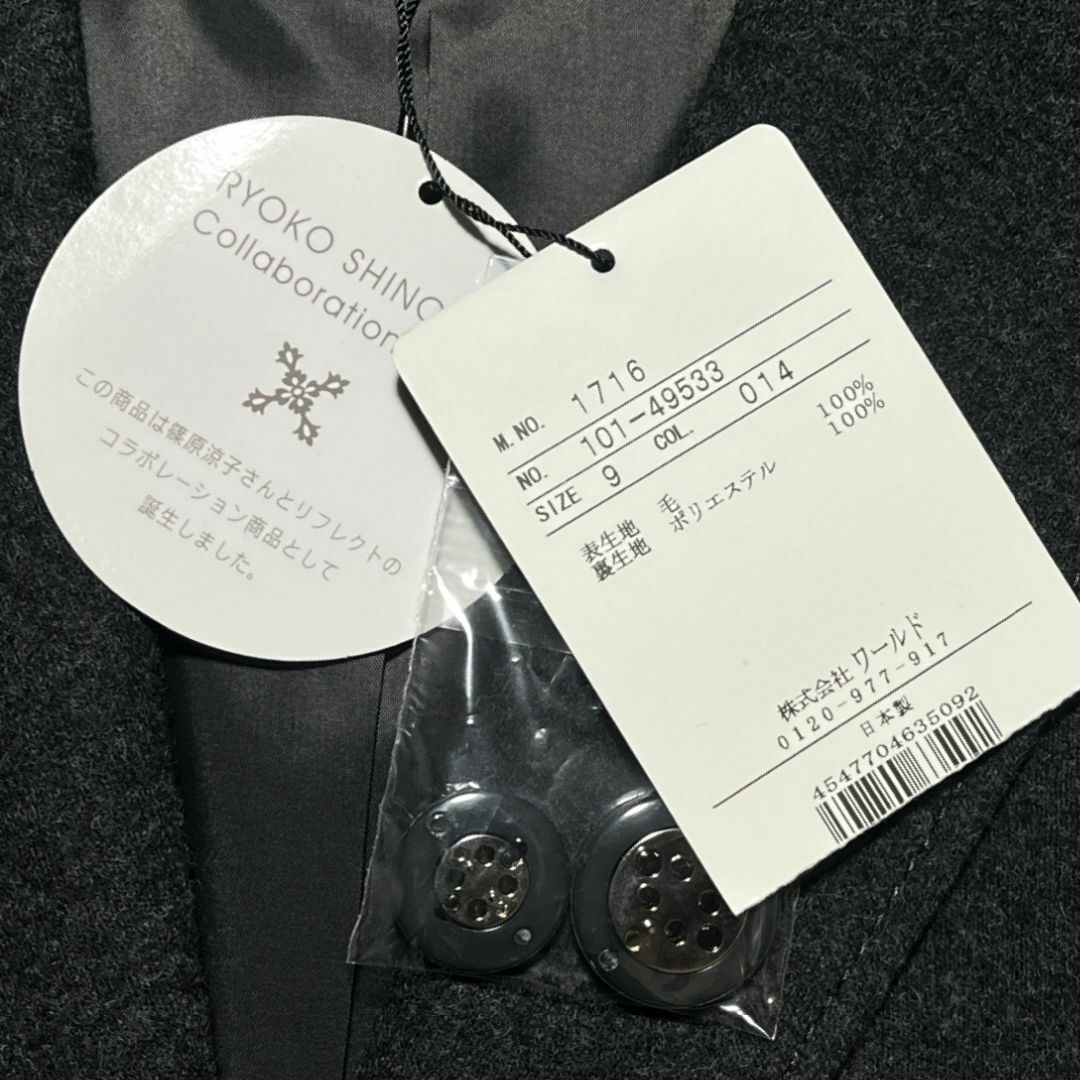 RYOKO SHINO
Collaboration
この商品は篠原涼子さんとリフレクトの
コラボレーション商品として
誕生しました。
M.NO. 1716
NO. 101-49533
SIZE 9 COL. 014
表生地 毛 100%
裏生地 ポリエステル 100%
株式会社 ワールド
0120-977-917
日本製
4547704635092